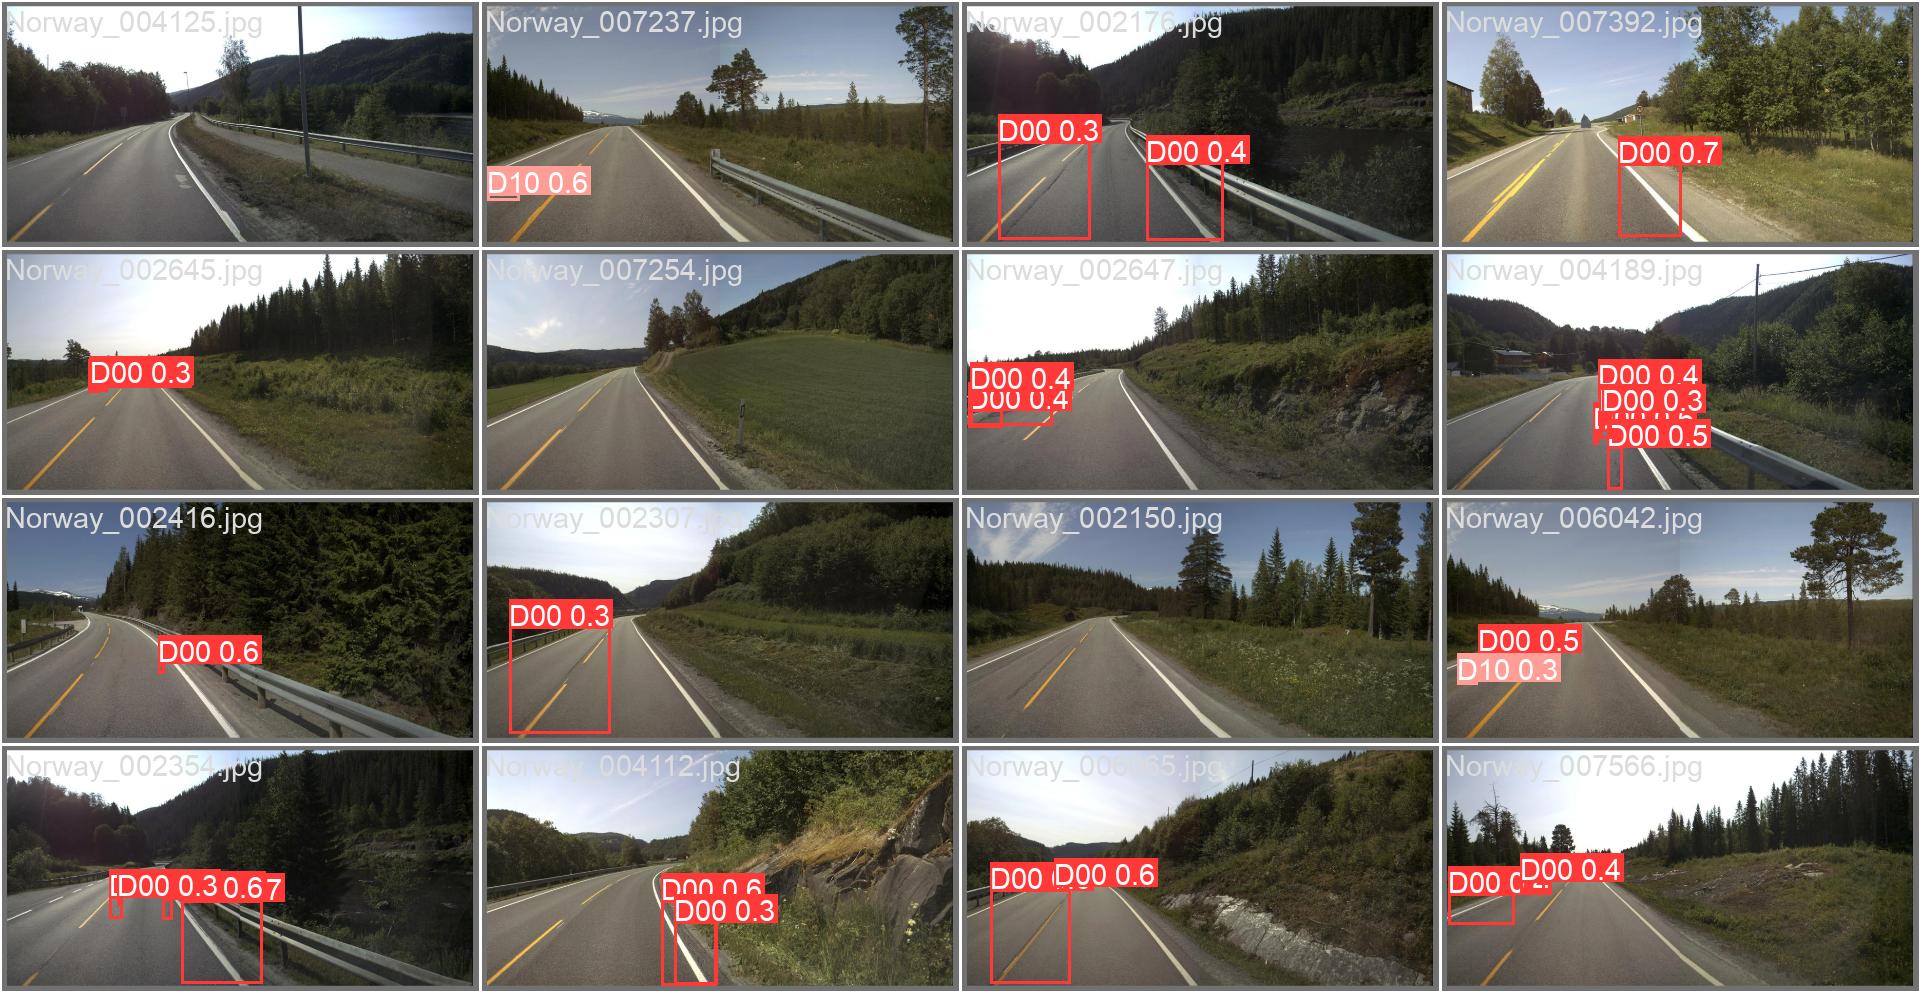 Norway_004125.jpg
Norway_007237.jpg
D10 0.6
Norway_002176.jpg
D00 0.3
D00 0.4
Norway_007392.jpg
D00 0.7
Norway_002645.jpg
D00 0.3
Norway_007254.jpg
Norway_002647.jpg
D00 0.4
D00 0.4
Norway_004189.jpg
D00 0.4
D00 0.3
D00 0.5
Norway_002416.jpg
D00 0.6
Norway_002307.jpg
D00 0.3
Norway_002150.jpg
Norway_006042.jpg
D00 0.5
D10 0.3
Norway_002354.jpg
D00 0.3
Norway_004112.jpg
D00 0.6
D00 0.3
D00
D00 0.6
Norway_007566.jpg
D00
D00 0.4